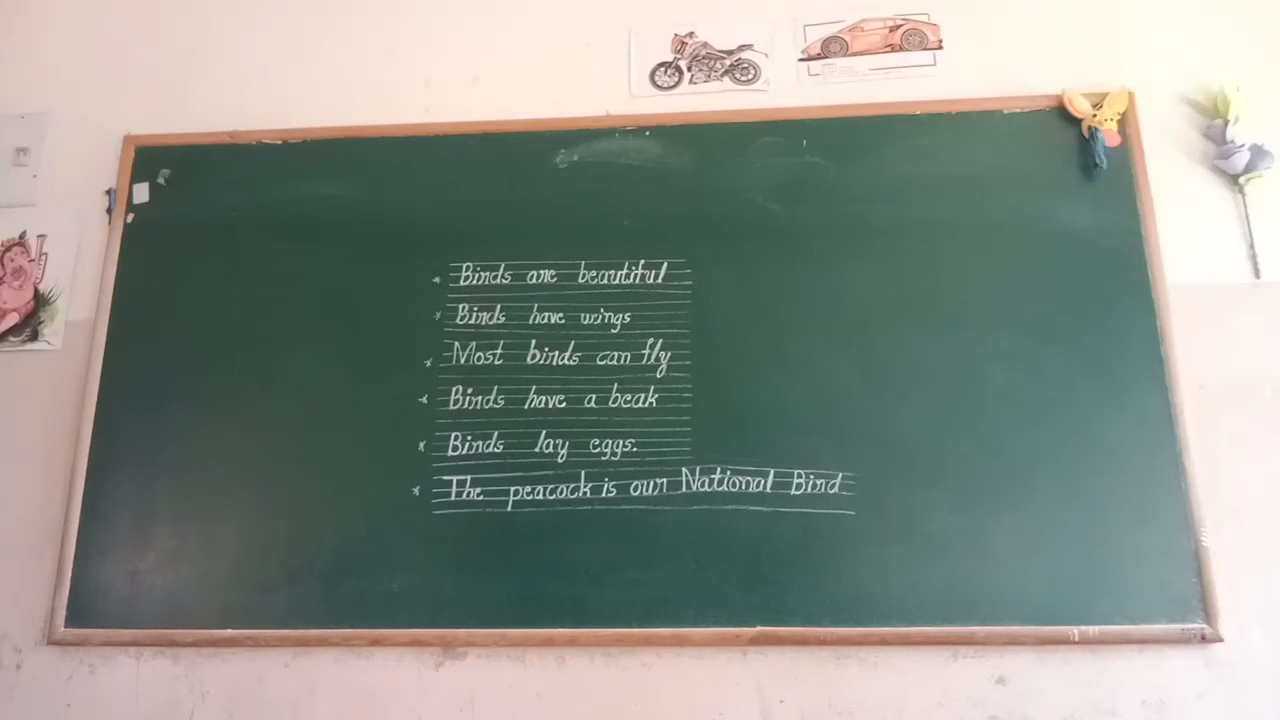 * Birds are beautiful
* Birds have wings
* Most birds can fly
* Birds have a beak
* Birds lay eggs.
* The peacock is our National Bird